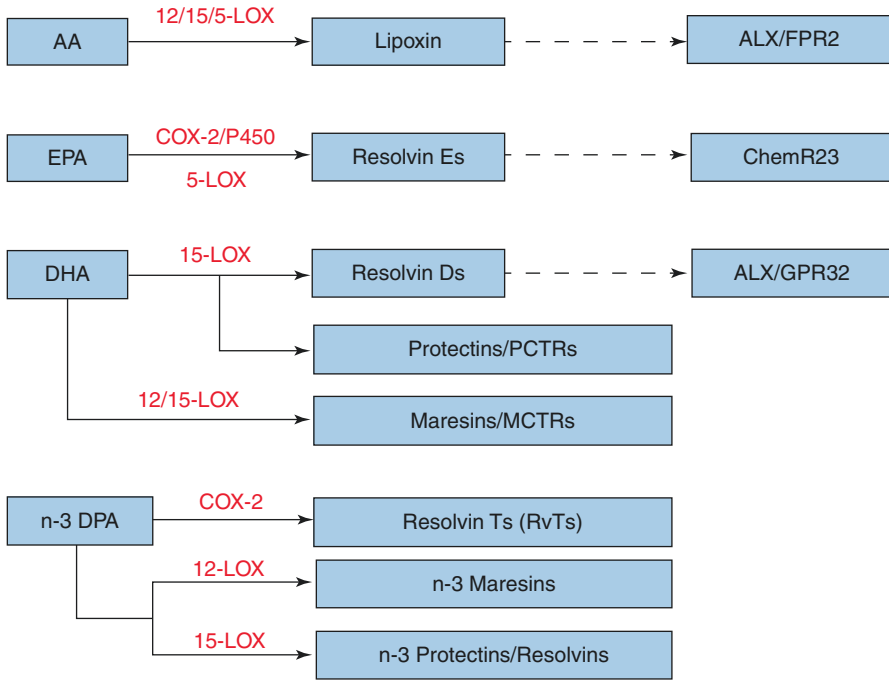 12/15/5-LOX
AA
Lipoxin
ALX/FPR2
COX-2/P450
EPA
Resolvin Es
ChemR23
5-LOX
15-LOX
DHA
Resolvin Ds
ALX/GPR32
Protectins/PCTRs
12/15-LOX
Maresins/MCTRs
COX-2
n-3 DPA
Resolvin Ts (RvTs)
12-LOX
n-3 Maresins
15-LOX
n-3 Protectins/Resolvins